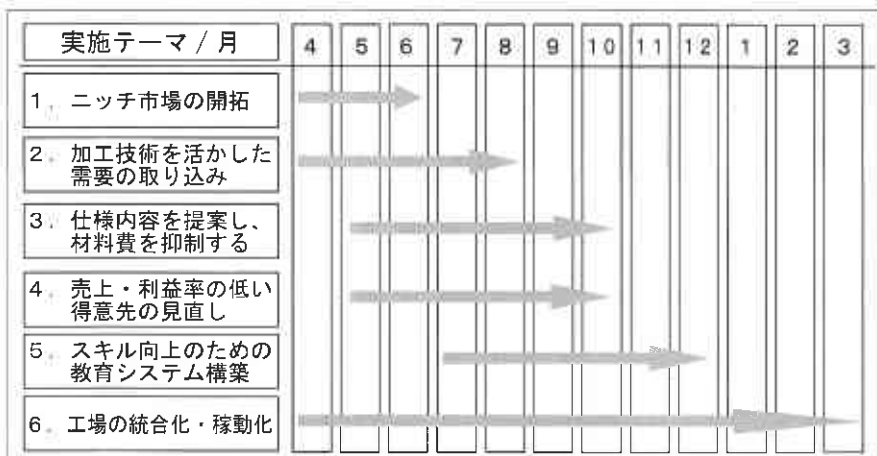 実施テーマ / 月 4 5 6 7 8 9 10 11 12 1 2 3
1. ニッチ市場の開拓
2. 加工技術を活かした
需要の取り込み
3. 仕様内容を提案し、
材料費を抑制する
4. 売上・利益率の低い
得意先の見直し
5. スキル向上のための
教育システム構築
6. 工場の統合化・稼動化